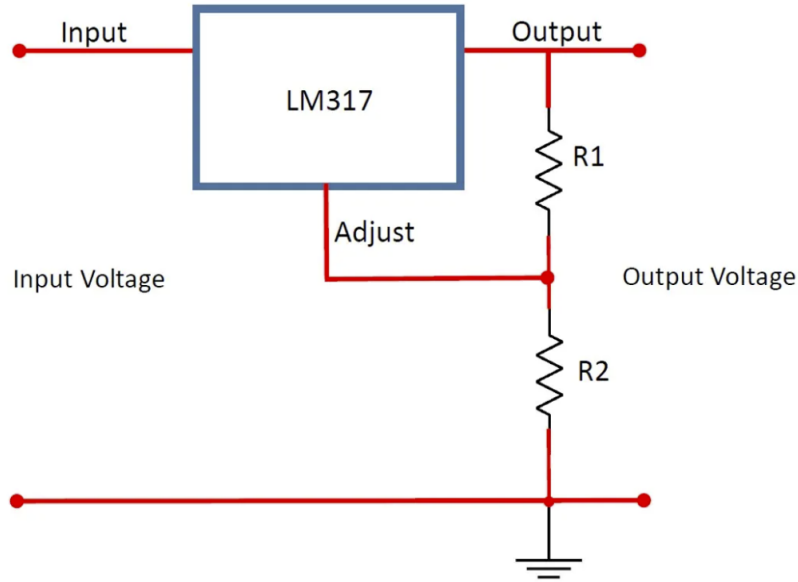 Input
Output
LM317
R1
Adjust
Input Voltage
Output Voltage
R2